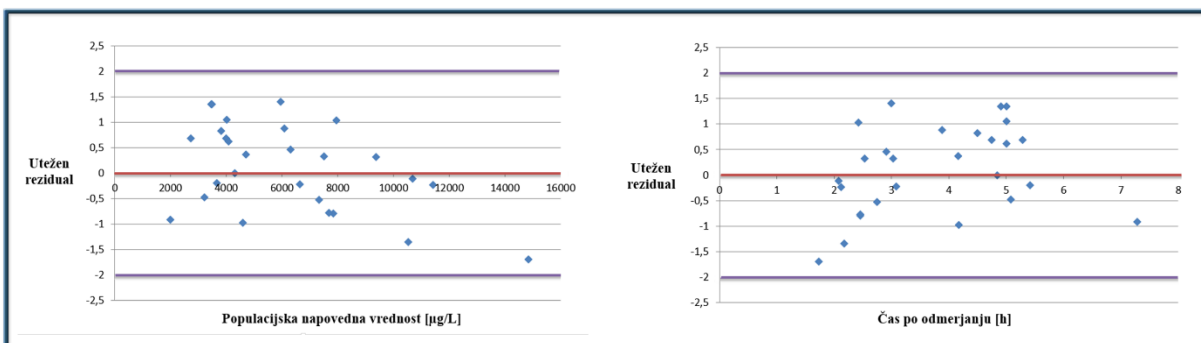 2,5
2
1,5
1
0,5
0
-0,5
-1
-1,5
-2
-2,5
0 2000 4000 6000 8000 10000 12000 14000 16000
Utežen
rezidual
Populacijska napovedna vrednost [µg/L]
2,5
2
1,5
1
0,5
0
-0,5
-1
-1,5
-2
-2,5
0 1 2 3 4 5 6 7 8
Utežen
rezidual
Čas po odmerjanju [h]